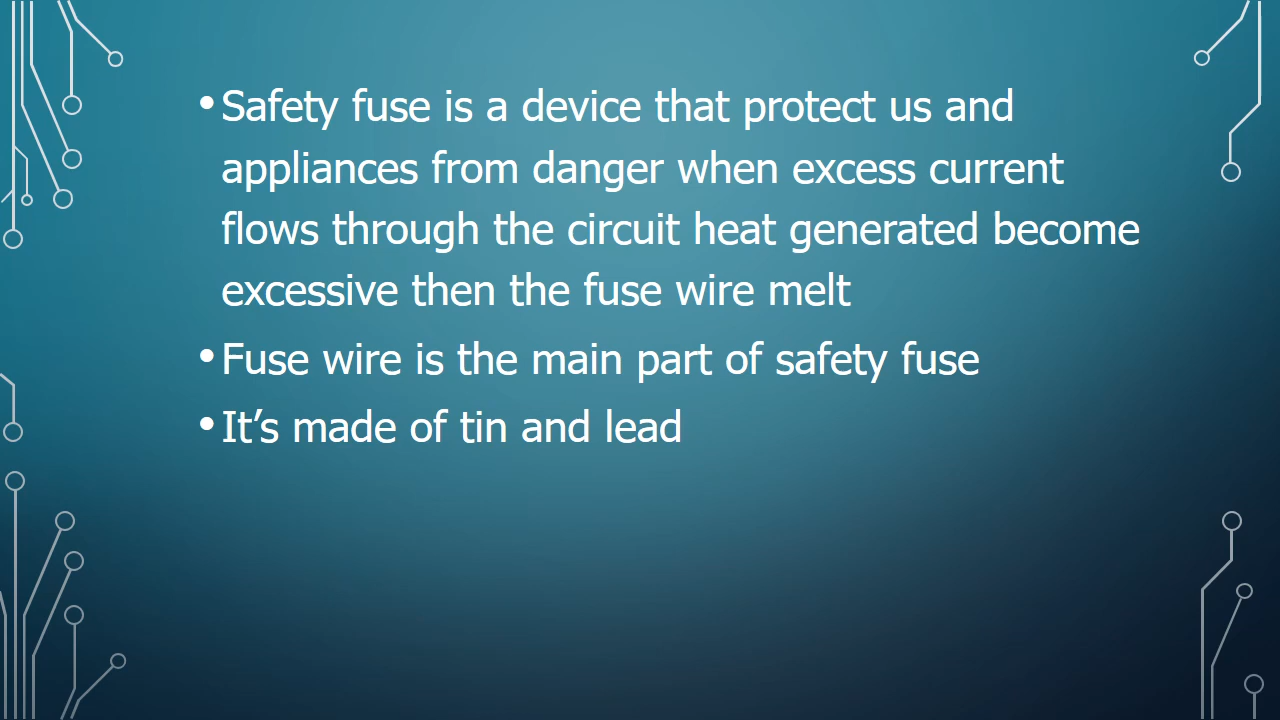 • Safety fuse is a device that protect us and
appliances from danger when excess current
flows through the circuit heat generated become
excessive then the fuse wire melt
• Fuse wire is the main part of safety fuse
• It’s made of tin and lead